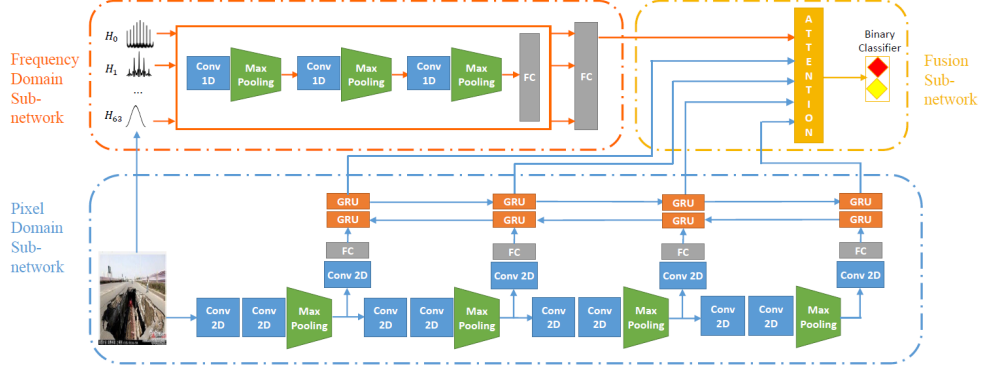 Frequency
Domain
Sub-
network
H0
H1
...
H63
Conv
1D
Max
Pooling
Conv
1D
Max
Pooling
Conv
1D
Max
Pooling
FC
FC
ATTENTION
Binary
Classifier
Fusion
Sub-
network
Pixel
Domain
Sub-
network
GRU
GRU
GRU
GRU
GRU
GRU
GRU
GRU
FC
FC
FC
FC
Conv 2D
Conv 2D
Conv 2D
Conv 2D
Conv
2D
Conv
2D
Max
Pooling
Conv
2D
Conv
2D
Max
Pooling
Conv
2D
Conv
2D
Max
Pooling
Conv
2D
Conv
2D
Max
Pooling